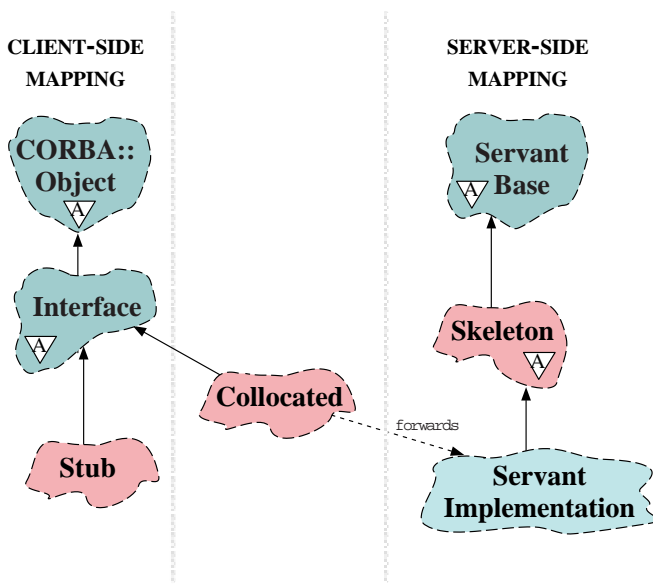 CLIENT-SIDE
MAPPING
SERVER-SIDE
MAPPING
CORBA::
Object
A
Servant
Base
A
Interface
A
Skeleton
A
Collocated
forwards
Stub
Servant
Implementation